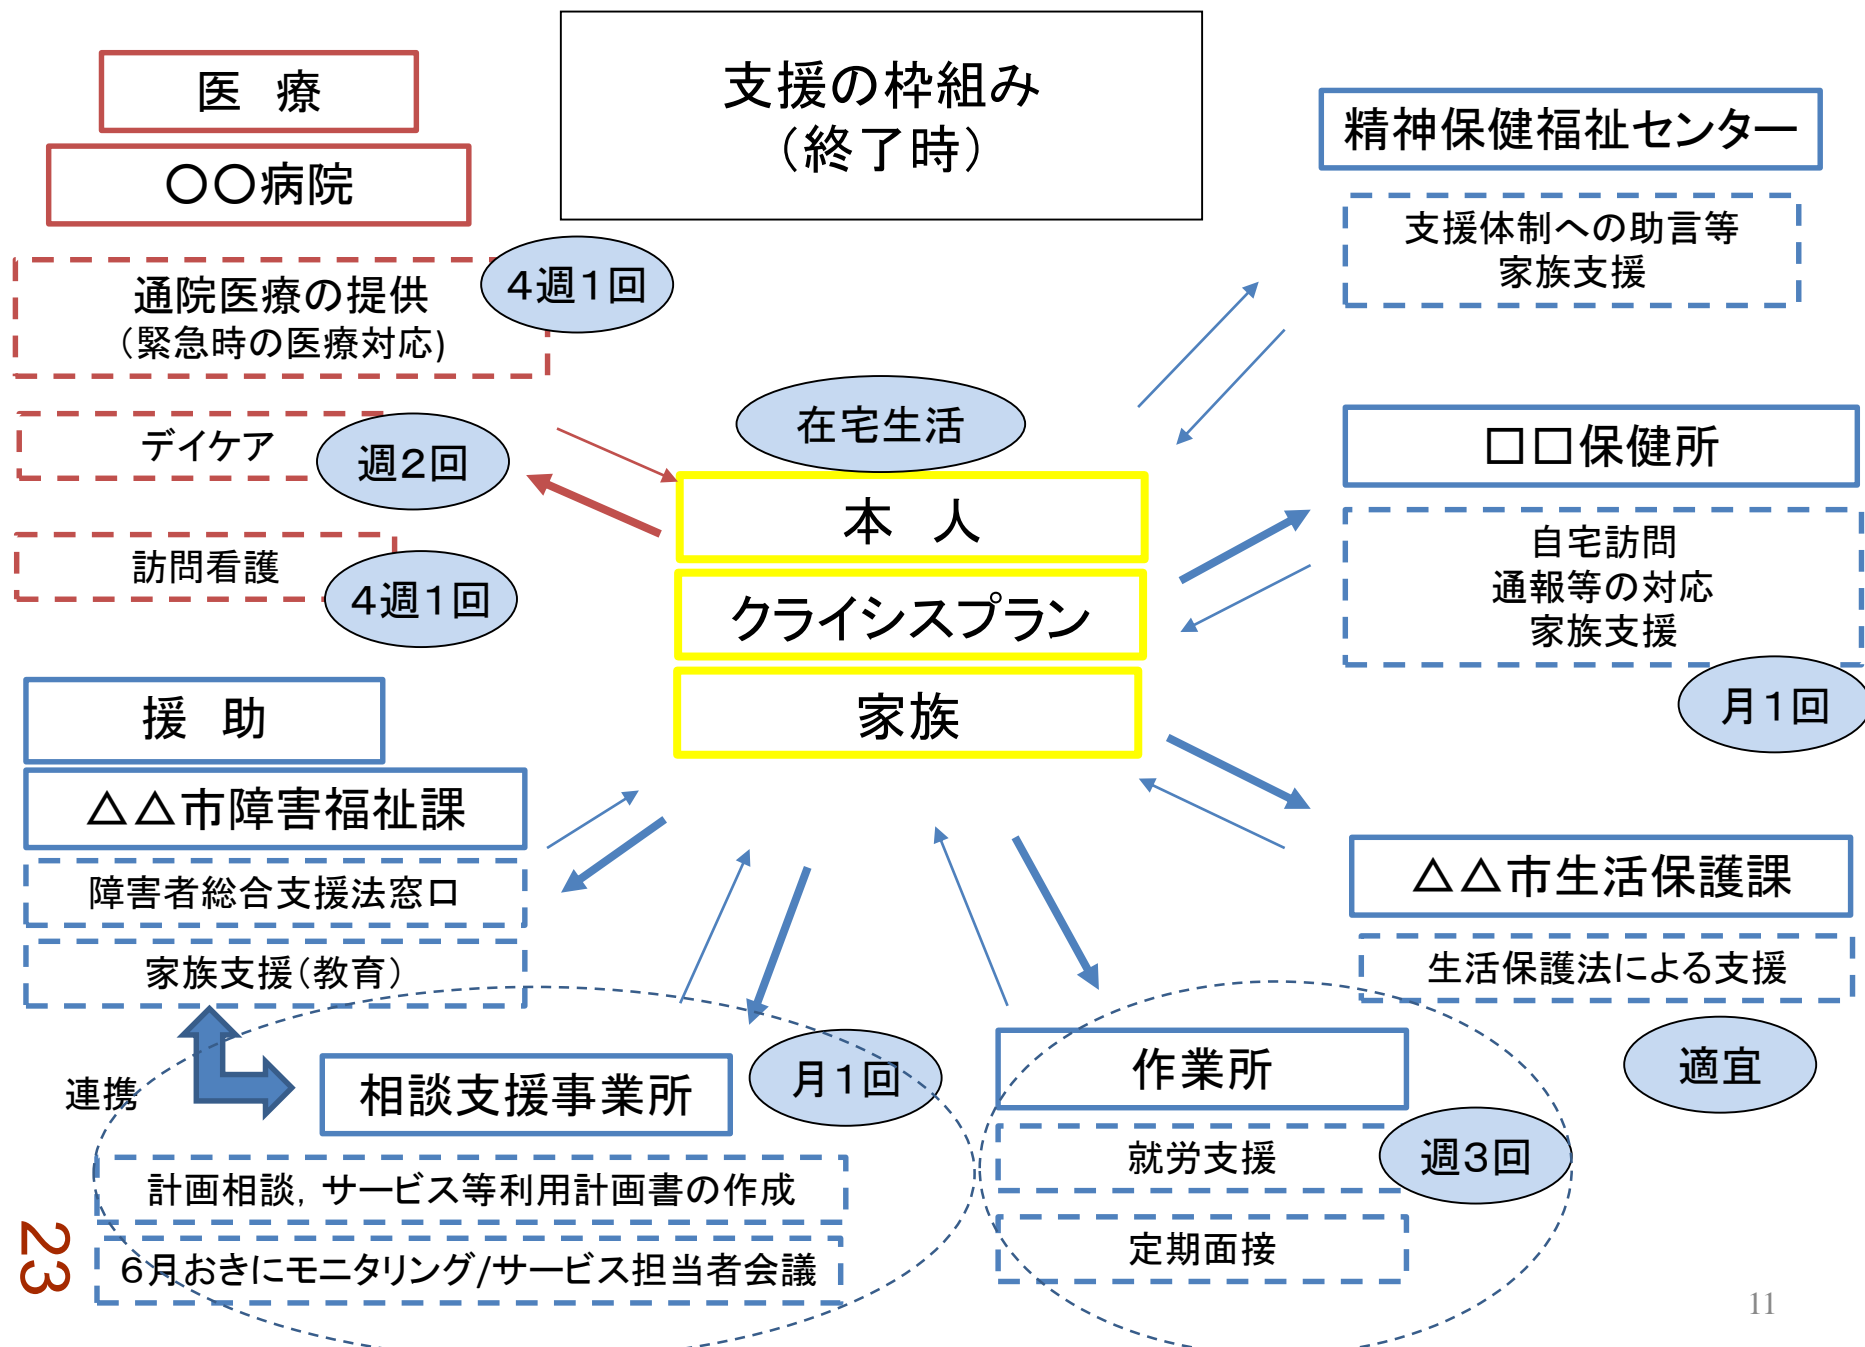 支援の枠組み
（終了時）
医　療
〇〇病院
通院医療の提供
（緊急時の医療対応)
4週1回
デイケア
週2回
訪問看護
4週1回
精神保健福祉センター
支援体制への助言等
家族支援
在宅生活
本　人
クライシスプラン
家族
□□保健所
自宅訪問
通報等の対応
家族支援
月1回
援　助
△△市障害福祉課
障害者総合支援法窓口
家族支援（教育）
連携
相談支援事業所
月1回
計画相談，サービス等利用計画書の作成
6月おきにモニタリング/サービス担当者会議
作業所
就労支援
週3回
定期面接
△△市生活保護課
生活保護法による支援
適宜
23
11